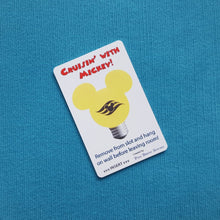 Cruisin' with
Mickey!
Remove from slot and hang
on wall before leaving room!